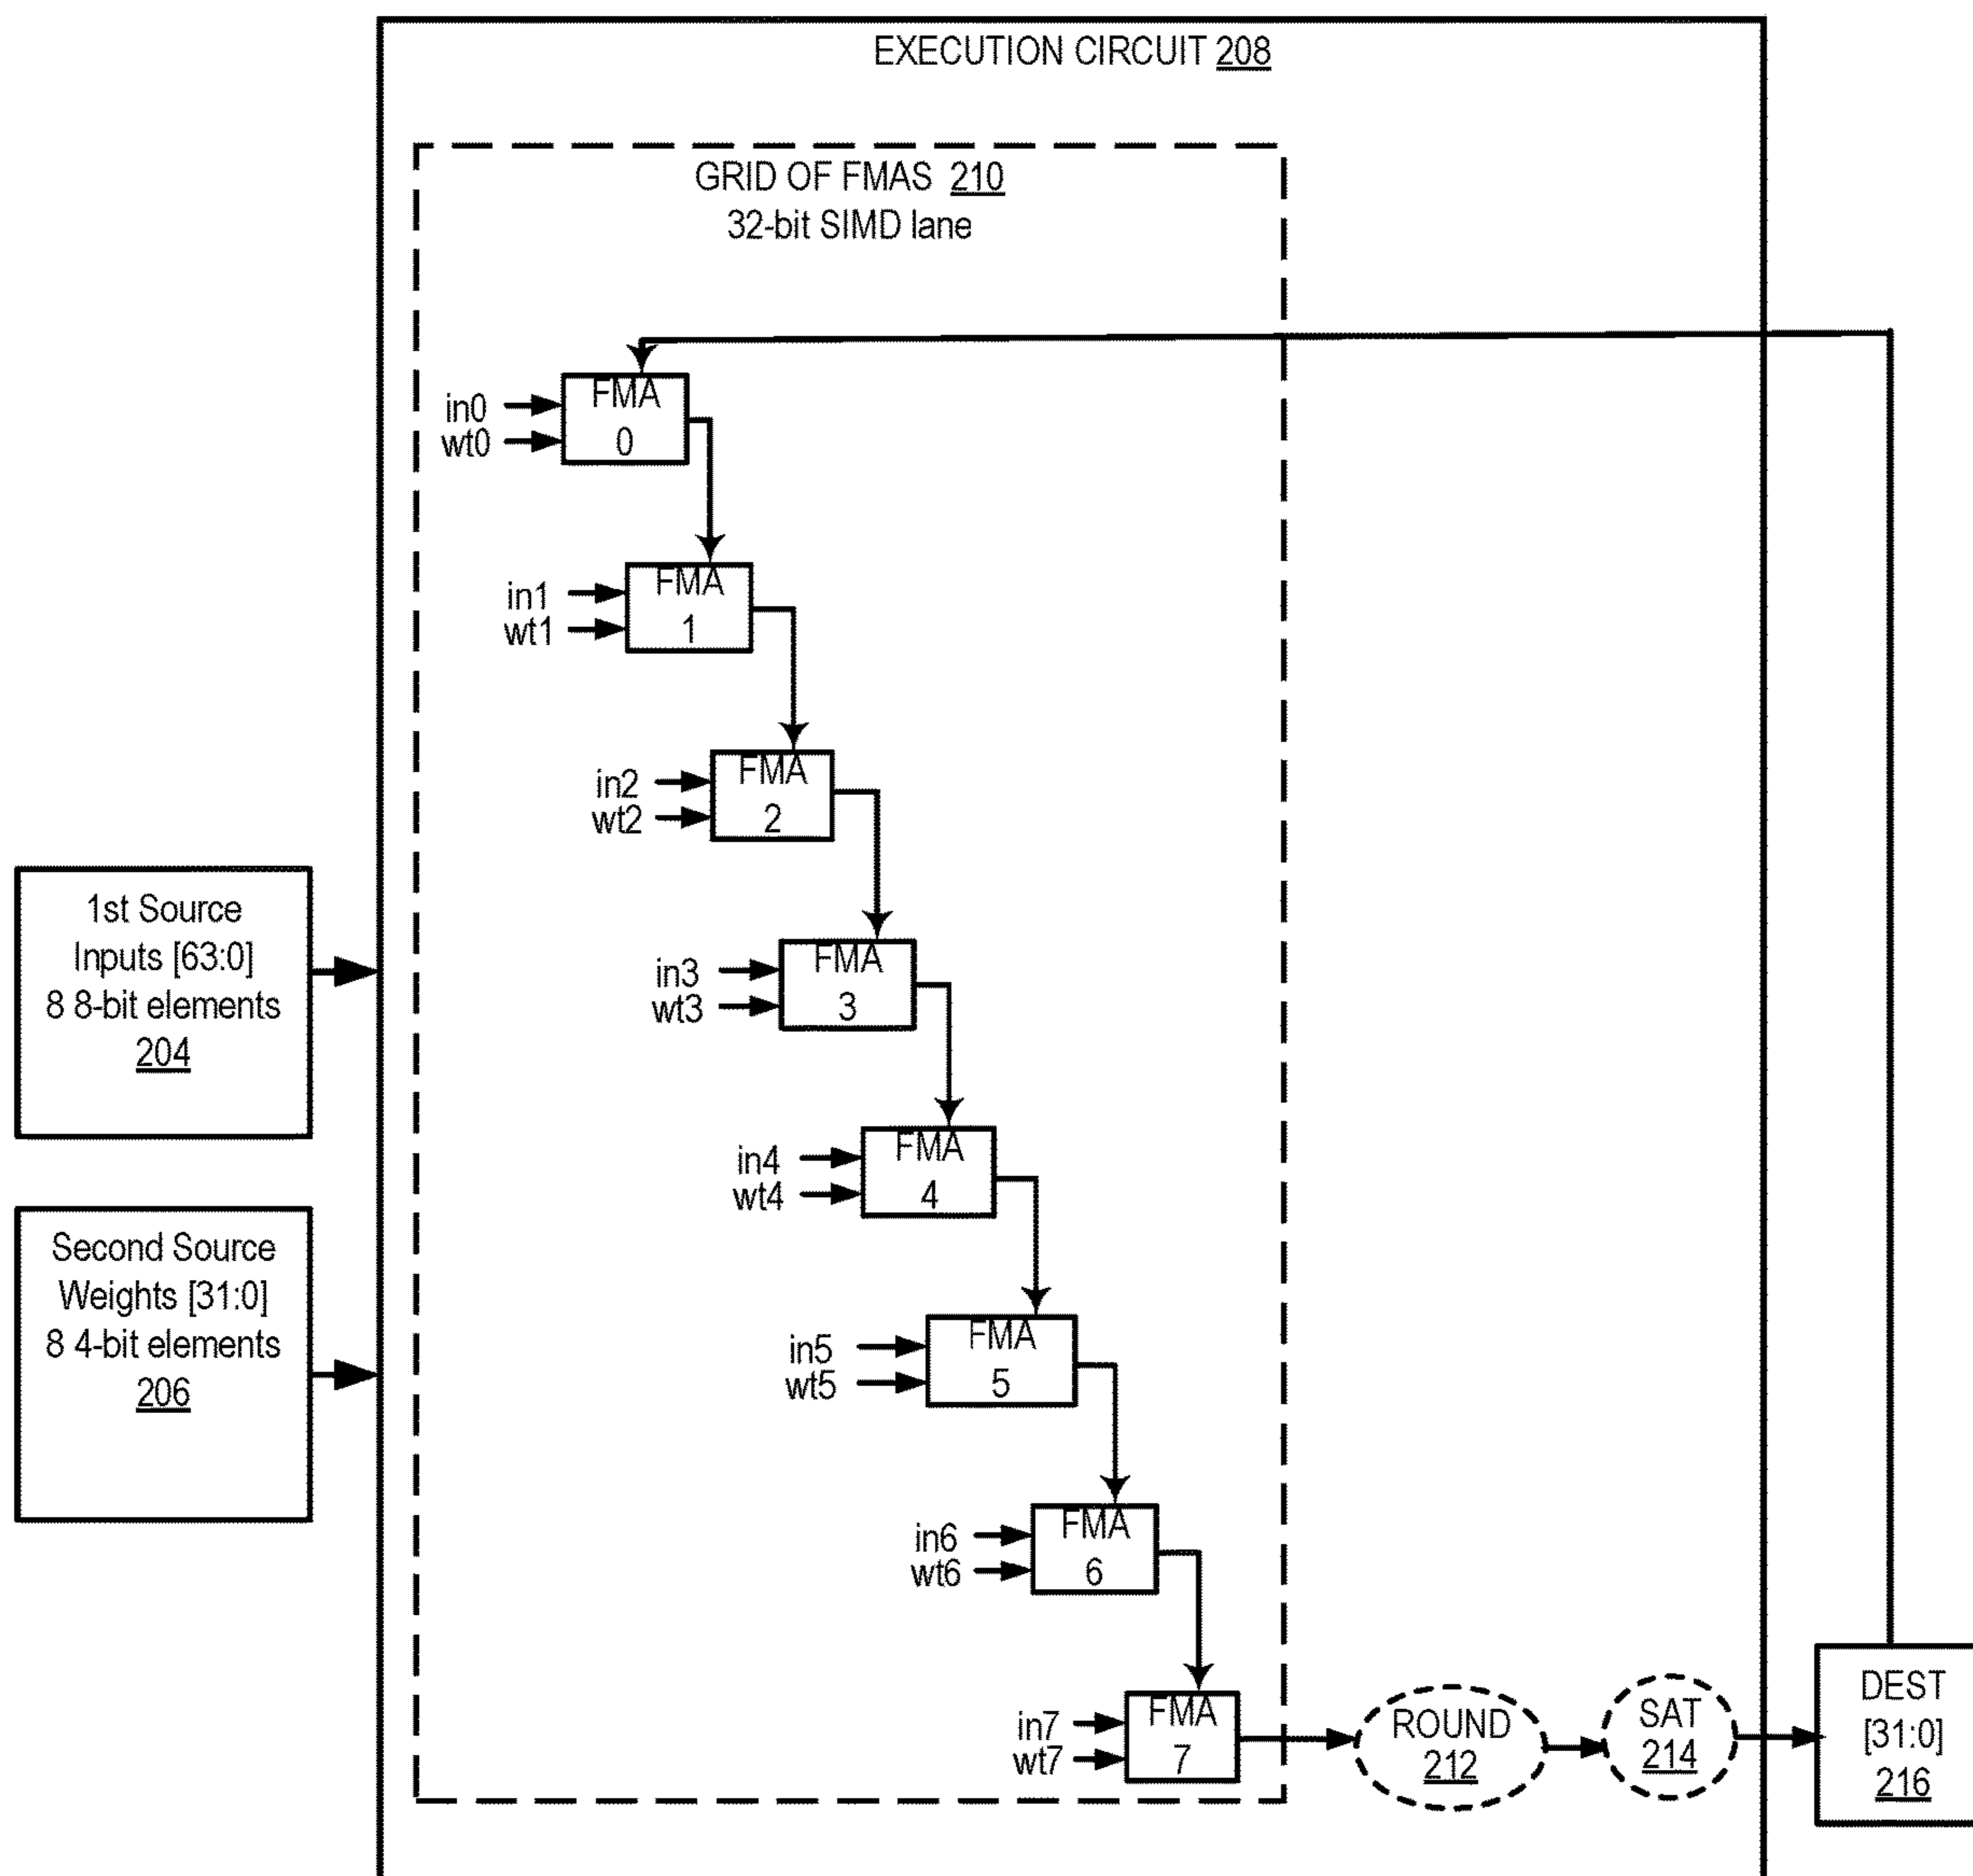 EXECUTION CIRCUIT 208
GRID OF FMAS 210
32-bit SIMD lane
in0
wt0
FMA
0
in1
wt1
FMA
1
in2
wt2
FMA
2
1st Source
Inputs [63:0]
8 8-bit elements
204
in3
wt3
FMA
3
in4
wt4
FMA
4
Second Source
Weights [31:0]
8 4-bit elements
206
in5
wt5
FMA
5
in6
wt6
FMA
6
in7
wt7
FMA
7
ROUND
212
SAT
214
DEST
[31:0]
216